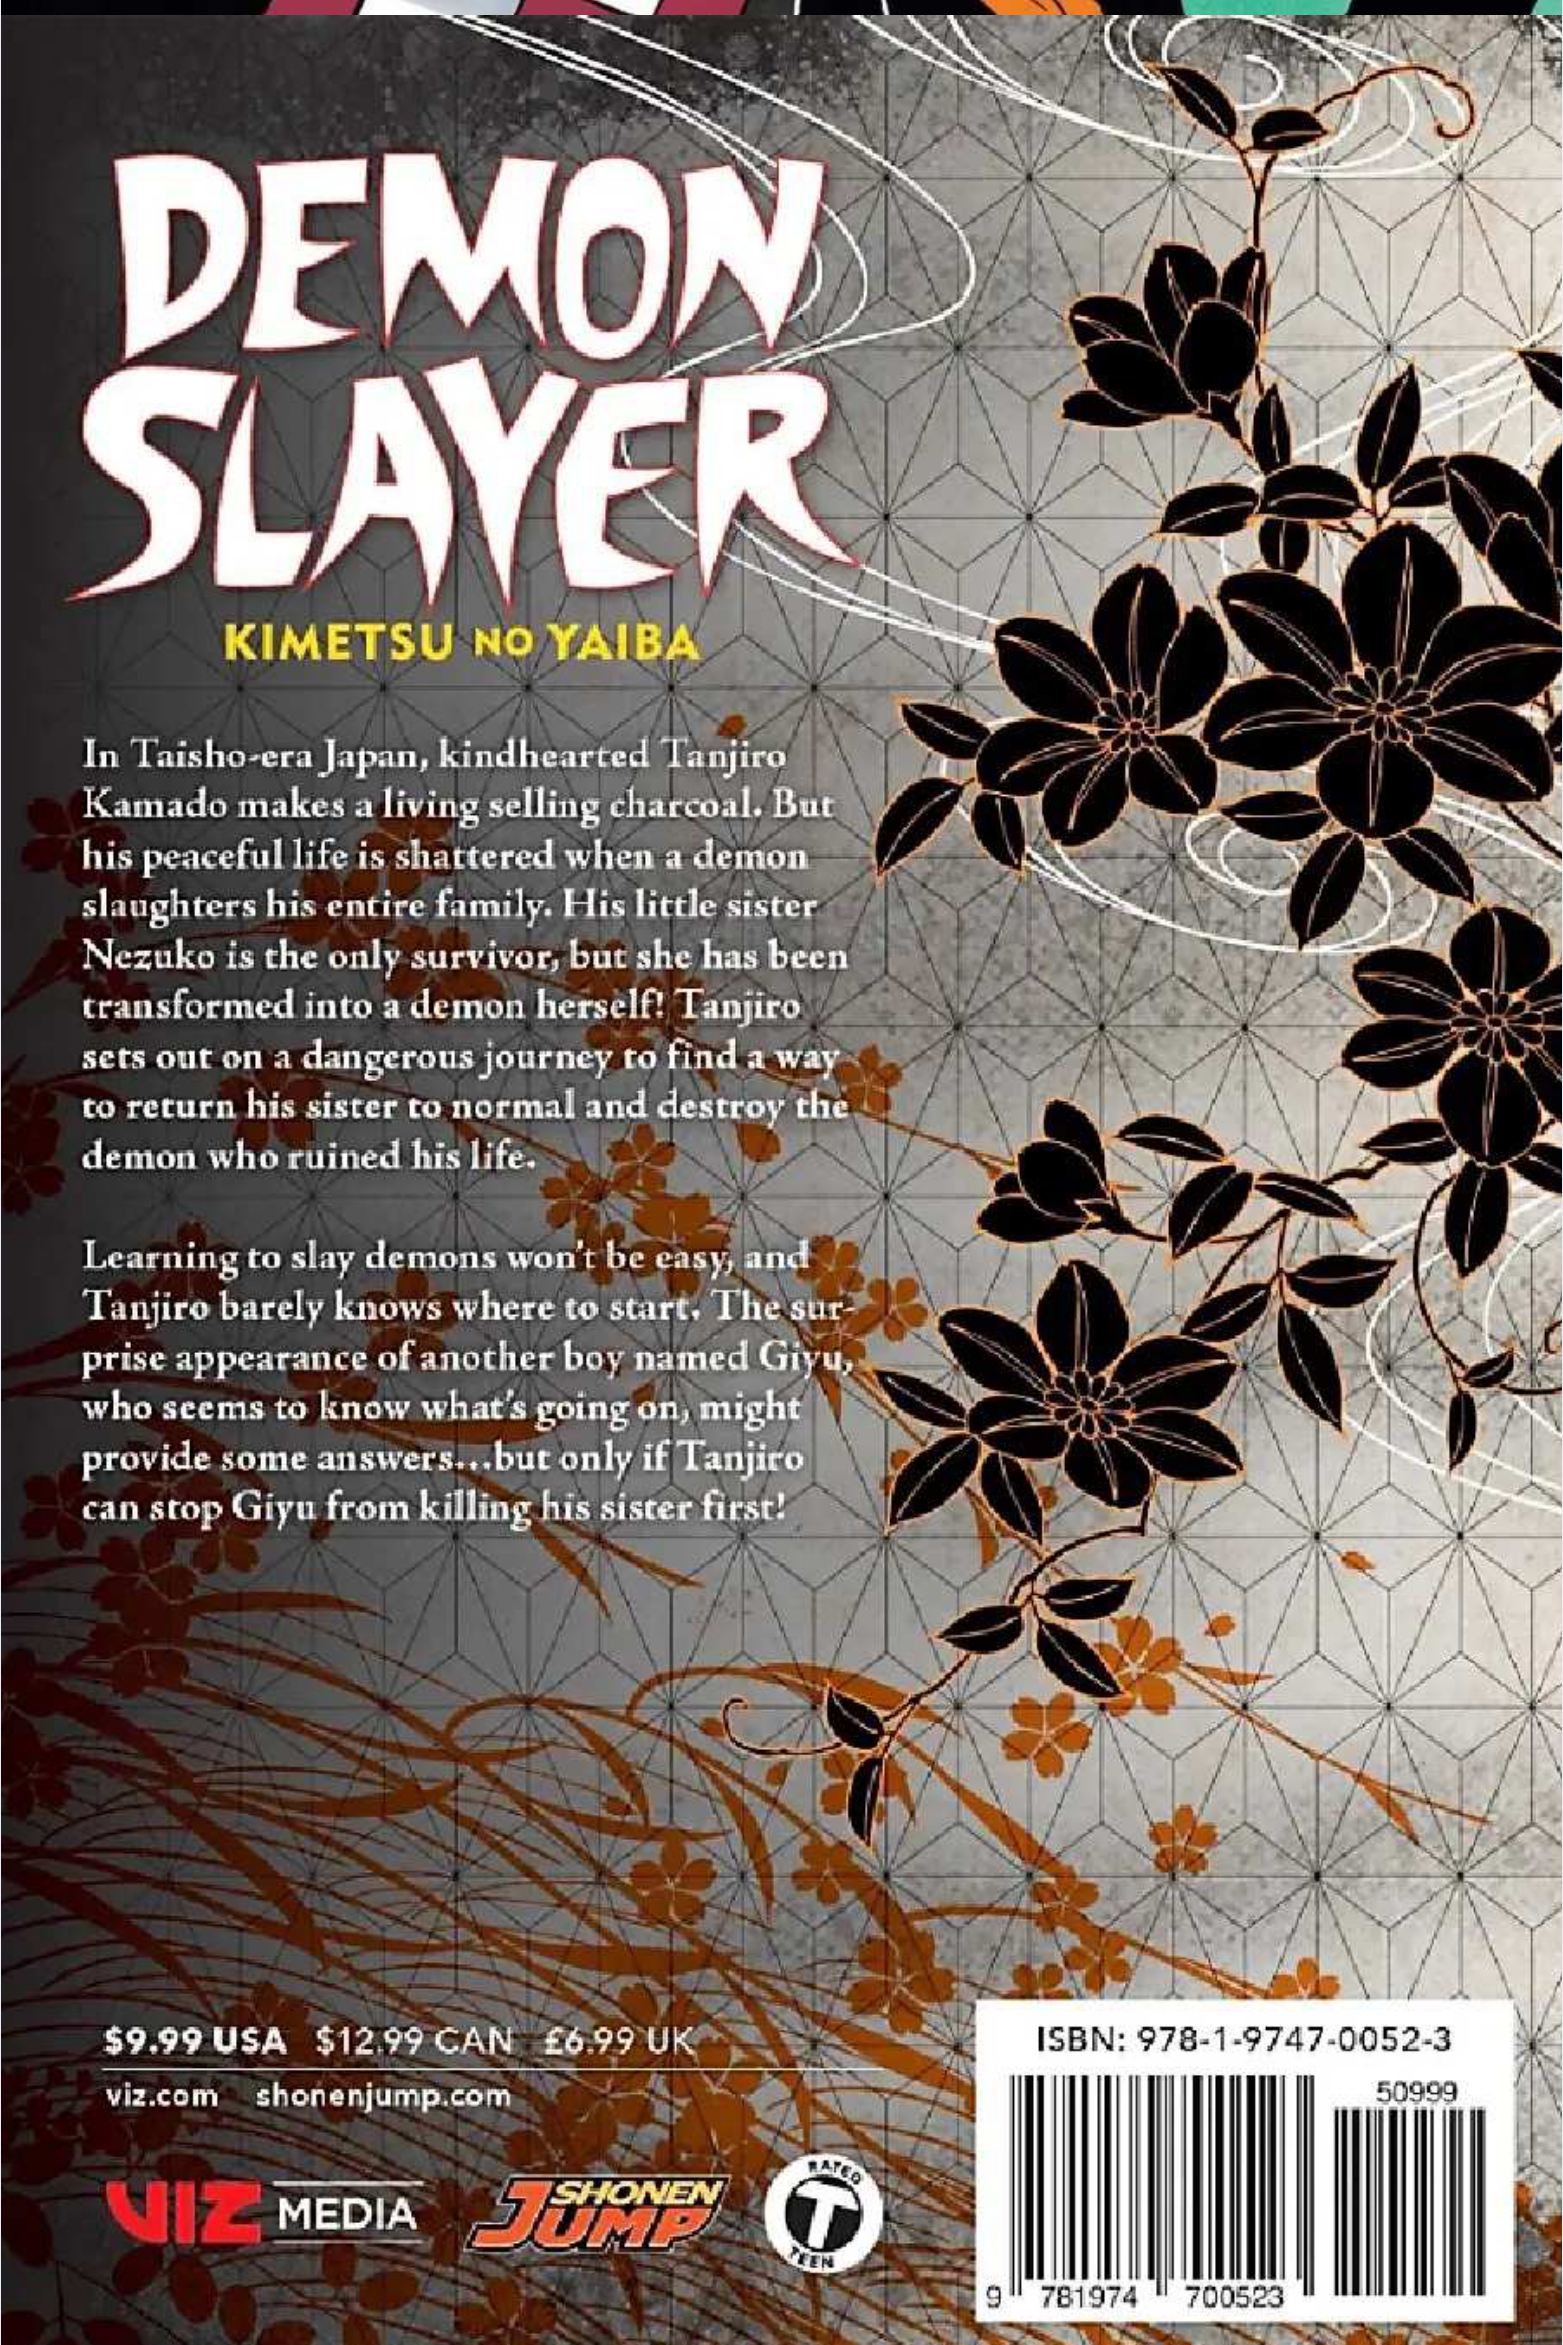 DEMON
SLAYER
KIMETSU NO YAIBA
In Taisho-era Japan, kindhearted Tanjiro
Kamado makes a living selling charcoal. But
his peaceful life is shattered when a demon
slaughters his entire family. His little sister
Nezuko is the only survivor, but she has been
transformed into a demon herself! Tanjiro
sets out on a dangerous journey to find a way
to return his sister to normal and destroy the
demon who ruined his life.
Learning to slay demons won't be easy, and
Tanjiro barely knows where to start. The sur-
prise appearance of another boy named Giyu,
who seems to know what's going on, might
provide some answers...but only if Tanjiro
can stop Giyu from killing his sister first!
$9.99 USA $12.99 CAN £6.99 UK
viz.com shonenjump.com
VIZ MEDIA
SHONEN
JUMP
RATED
T
TEEN
ISBN: 978-1-9747-0052-3
50999
9 781974 700523